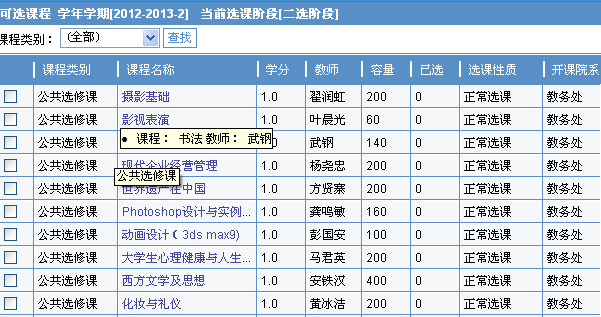 可选课程 学年学期[2012-2013-2] 当前选课阶段[二选阶段]
课程类别： (全部) 查找
课程类别 课程名称 学分 教师 容量 已选 选课性质 开课院系
公共选修课 摄影基础 1.0 翟润虹 200 0 正常选课 教务处
公共选修课 影视表演 1.0 叶晨光 60 0 正常选课 教务处
公共选修课 • 课程： 书法 教师： 武钢 武钢 140 0 正常选课 教务处
公共选修课 现代企业经营管理 1.0 杨尧忠 200 0 正常选课 教务处
公共选修课
公共选修课 世界遗产在中国 1.0 方贤寨 200 0 正常选课 教务处
公共选修课 Photoshop设计与实例... 1.0 龚鸣敏 160 0 正常选课 教务处
公共选修课 动画设计（3ds max9) 1.0 彭国安 100 0 正常选课 教务处
公共选修课 大学生心理健康与人生... 1.0 马君英 200 0 正常选课 教务处
公共选修课 西方文学及思想 1.0 安铁汉 400 0 正常选课 教务处
公共选修课 化妆与礼仪 1.0 黄冰洁 200 0 正常选课 教务处